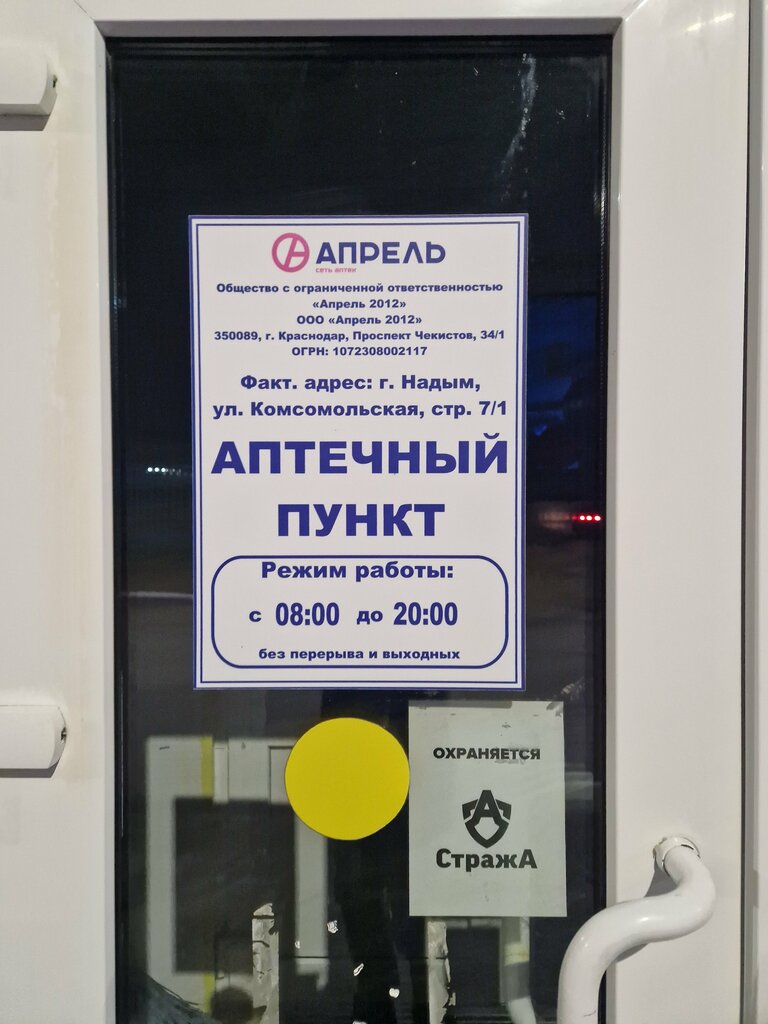 АПРЕЛЬ
сеть аптек
Общество с ограниченной ответственностью
«Апрель 2012»
ООО «Апрель 2012»
350089, г. Краснодар, Проспект Чекистов, 34/1
ОГРН: 1072308002117
Факт. адрес: г. Надым,
ул. Комсомольская, стр. 7/1
АПТЕЧНЫЙ
ПУНКТ
Режим работы:
с 08:00 до 20:00
без перерыва и выходных
ОХРАНЯЕТСЯ
СтражА